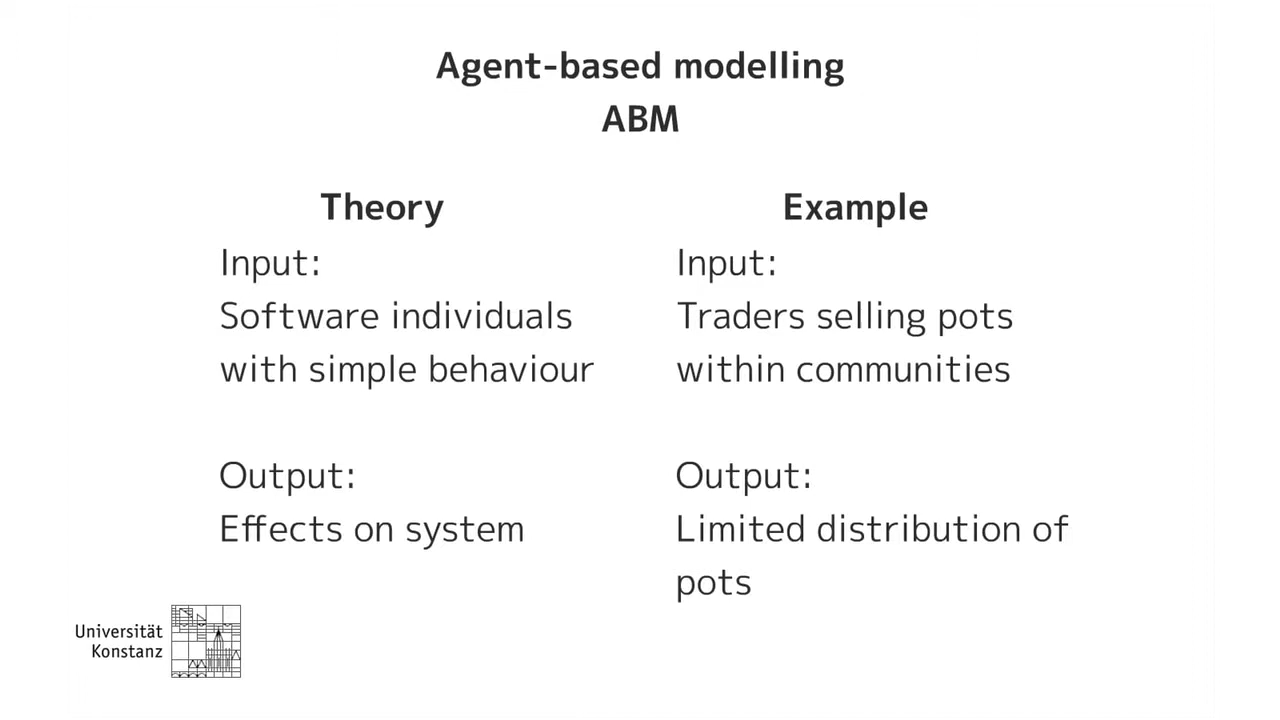 Agent-based modelling
ABM
Theory
Input:
Software individuals
with simple behaviour
Output:
Effects on system
Example
Input:
Traders selling pots
within communities
Output:
Limited distribution of
pots
Universität
Konstanz